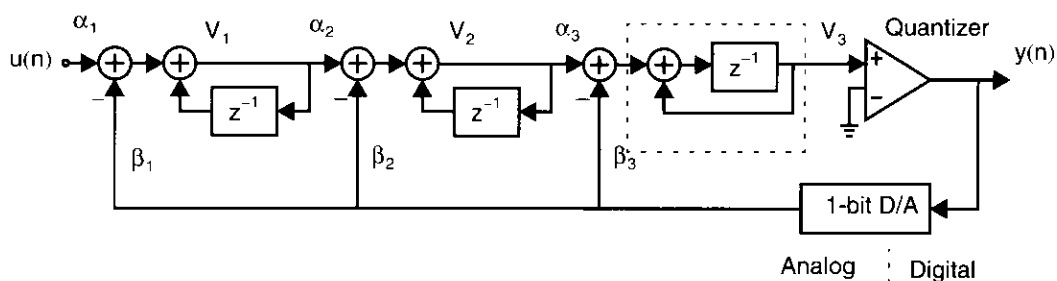 α₁ V₁ α₂ V₂ α₃ V₃ Quantizer
u(n) + + + + + + + y(n)
− z⁻¹ − z⁻¹ − z⁻¹ −
β₁ β₂ β₃
1-bit D/A
Analog Digital